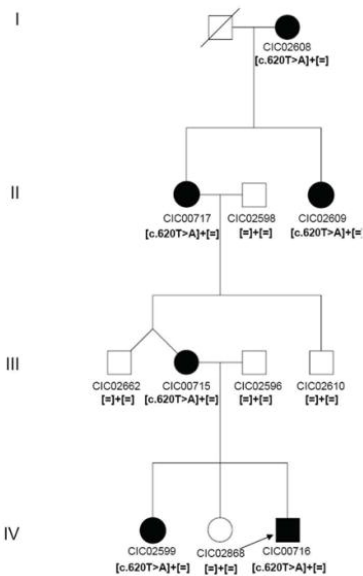 I
CIC02608
[c.620T>A]+[=]
II
CIC00717 CIC02598 CIC02609
[c.620T>A]+[=] [=]+[=] [c.620T>A]+[=]
III
CIC02662 CIC00715 CIC02596 CIC02610
[=]+[=] [c.620T>A]+[=] [=]+[=] [=]+[=]
IV
CIC02599 CIC02868 CIC00716
[c.620T>A]+[=] [=]+[=] [c.620T>A]+[=]